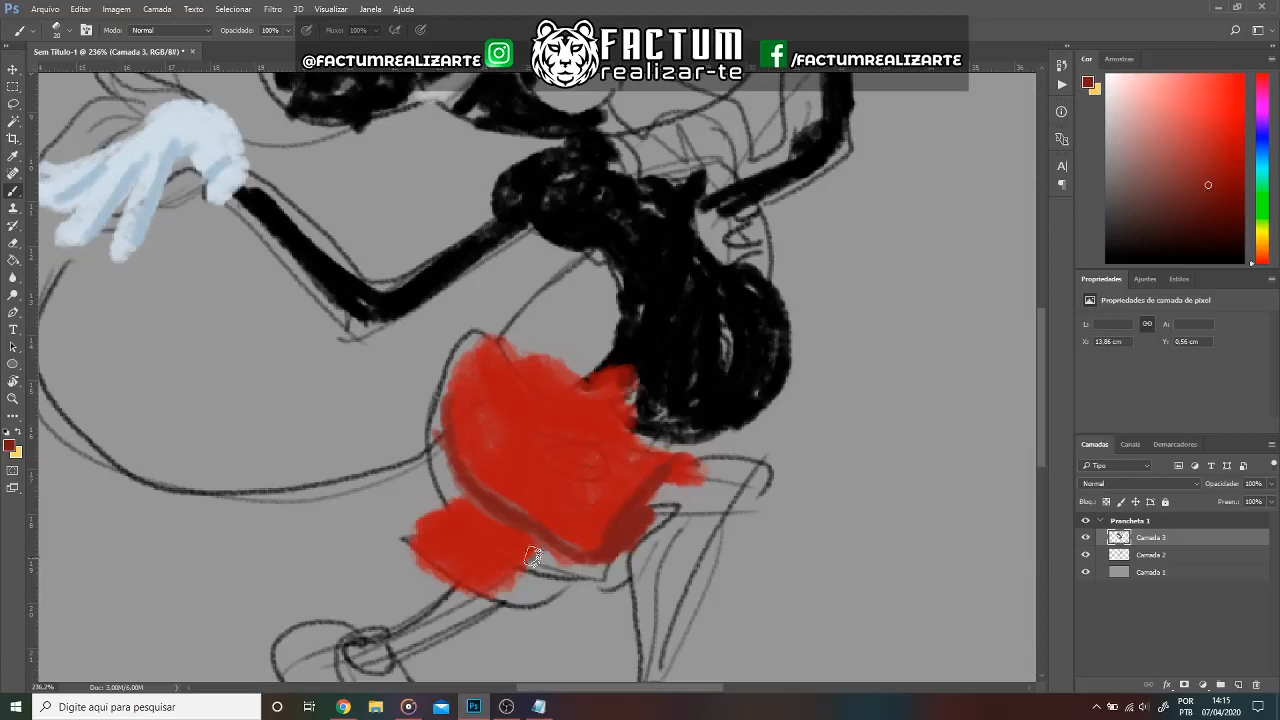 Ps Arquivo Editar Imagem Camada Texto Selecionar Filtro 3D Visualizar Janela Ajuda
20 Modo: Normal Opacidade: 100% Fluxo: 100%
@FACTUMREALIZARTE FACTUM realizar-te /FACTUMREALIZARTE
Sem Título-1 @ 236% (Camada 3, RGB/8#) * ×
Cor Amostras
Propriedades Ajustes Estilos
Propriedades de camada de pixel
X: 13,86 cm Y: 0,56 cm
Camadas Canais Demarcadores
Tipo
Normal Opacidade: 100%
Bloq.: Preen.: 100%
Prancheta 1
Camada 3
Camada 2
Camada 1
236,2% Doc: 3,00M/6,00M
Digite aqui para pesquisar
Ps
POR
PTB
14:15
07/04/2020